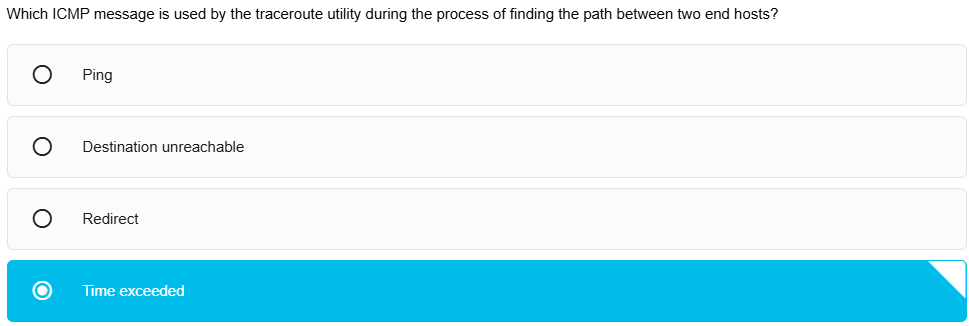 Which ICMP message is used by the traceroute utility during the process of finding the path between two end hosts?
Ping
Destination unreachable
Redirect
Time exceeded